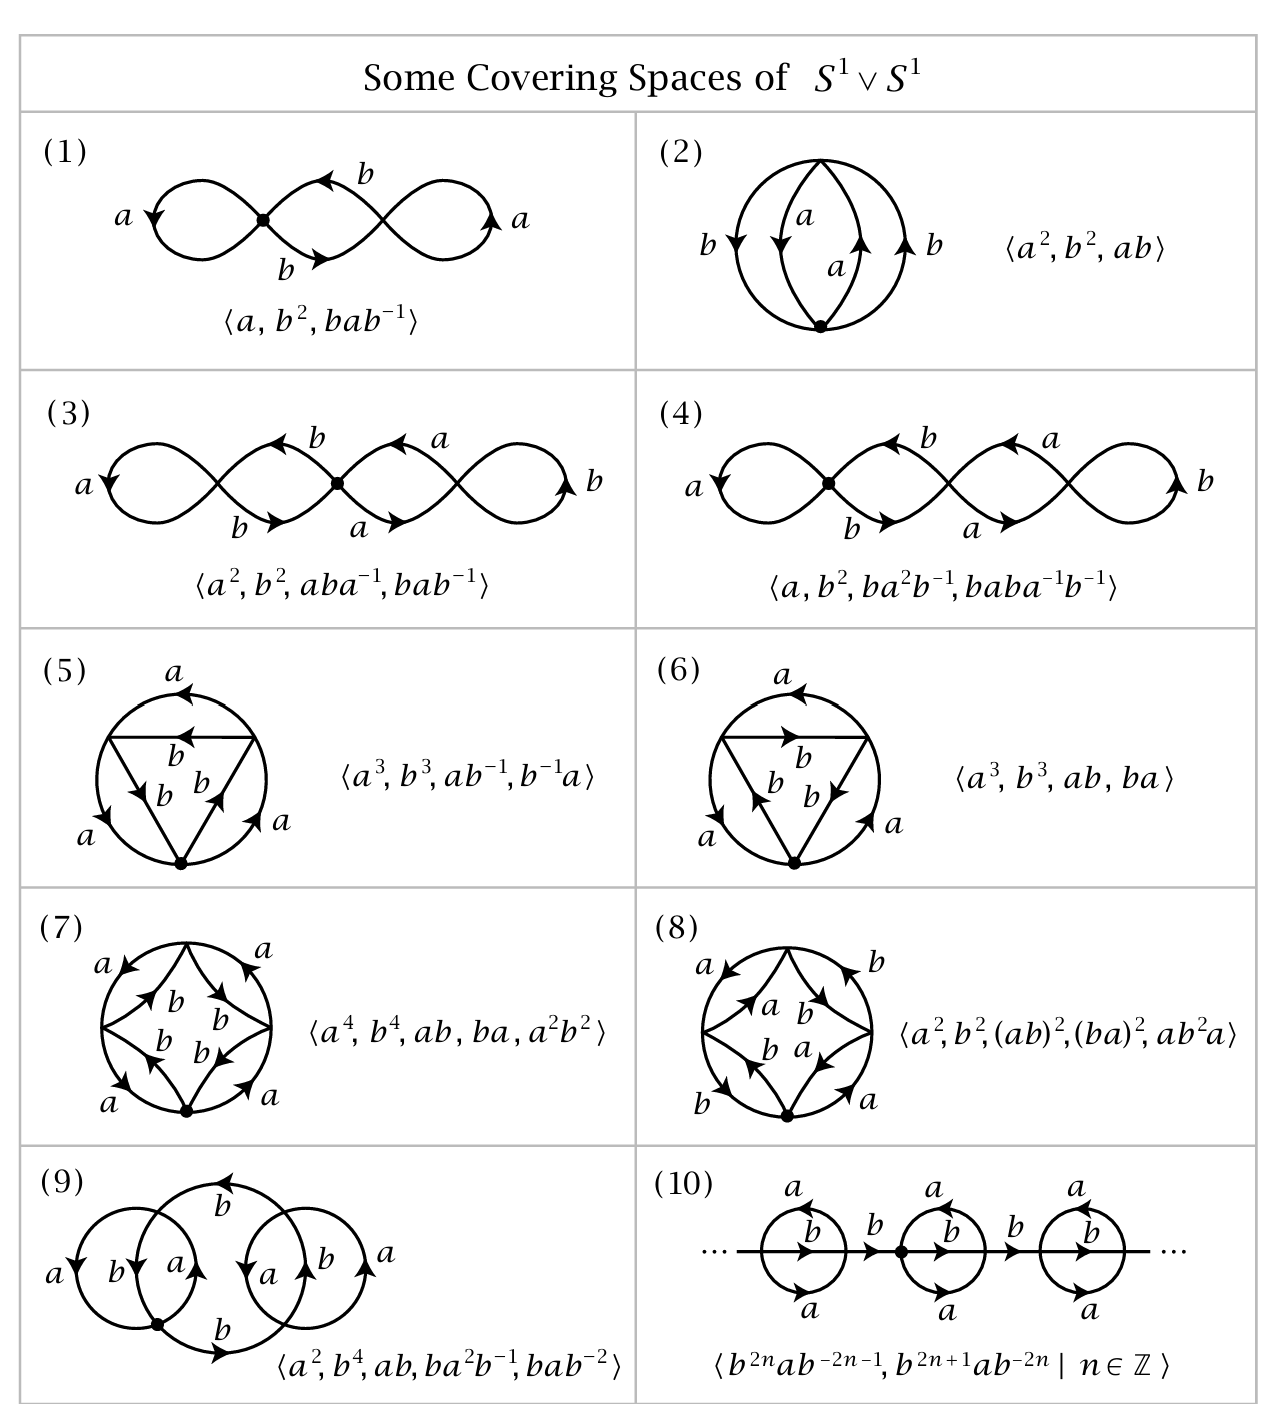 Some Covering Spaces of S¹ ∨ S¹
(1)
b
a
a
b
⟨a, b², bab⁻¹⟩
(2)
a
b
b
a
⟨a², b², ab⟩
(3)
b
a
a
b
b
a
⟨a², b², aba⁻¹, bab⁻¹⟩
(4)
b
a
a
b
b
a
⟨a, b², ba²b⁻¹, baba⁻¹b⁻¹⟩
(5)
a
b
b
b
a
a
⟨a³, b³, ab⁻¹, b⁻¹a⟩
(6)
a
b
b
b
a
a
⟨a³, b³, ab, ba⟩
(7)
a
a
b
b
b
b
a
a
⟨a⁴, b⁴, ab, ba, a²b²⟩
(8)
a
b
a
b
b
a
b
a
⟨a², b², (ab)², (ba)², ab²a⟩
(9)
b
a
b
a
a
b
a
b
⟨a², b⁴, ab, ba²b⁻¹, bab⁻²⟩
(10)
a
a
a
b
b
b
b
b
···
···
a
a
a
⟨b²ⁿab⁻²ⁿ⁻¹, b²ⁿ⁺¹ab⁻²ⁿ | n ∈ ℤ⟩